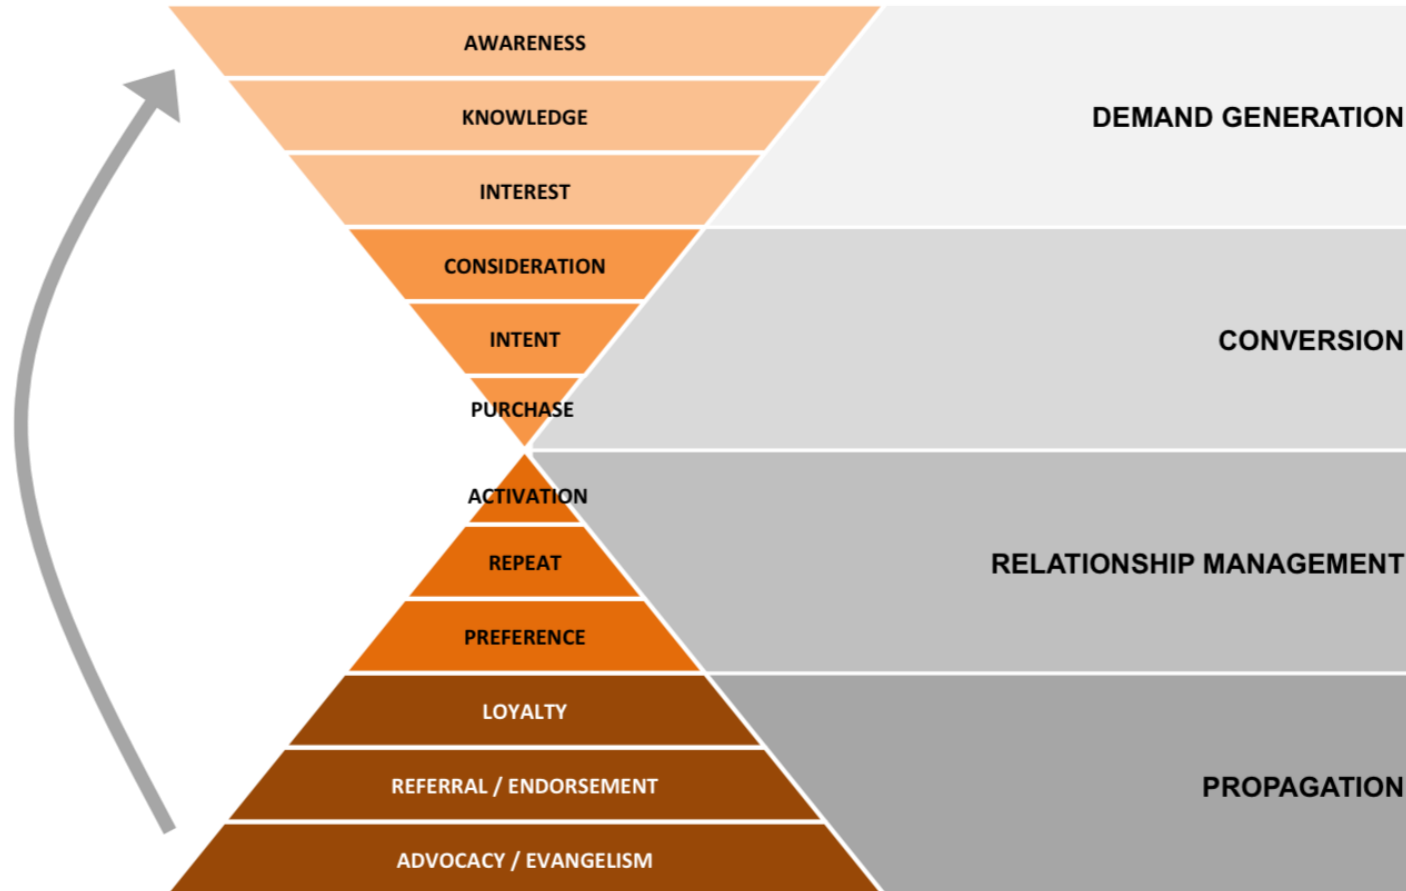 AWARENESS
KNOWLEDGE
DEMAND GENERATION
INTEREST
CONSIDERATION
INTENT
CONVERSION
PURCHASE
ACTIVATION
REPEAT
RELATIONSHIP MANAGEMENT
PREFERENCE
LOYALTY
REFERRAL / ENDORSEMENT
PROPAGATION
ADVOCACY / EVANGELISM